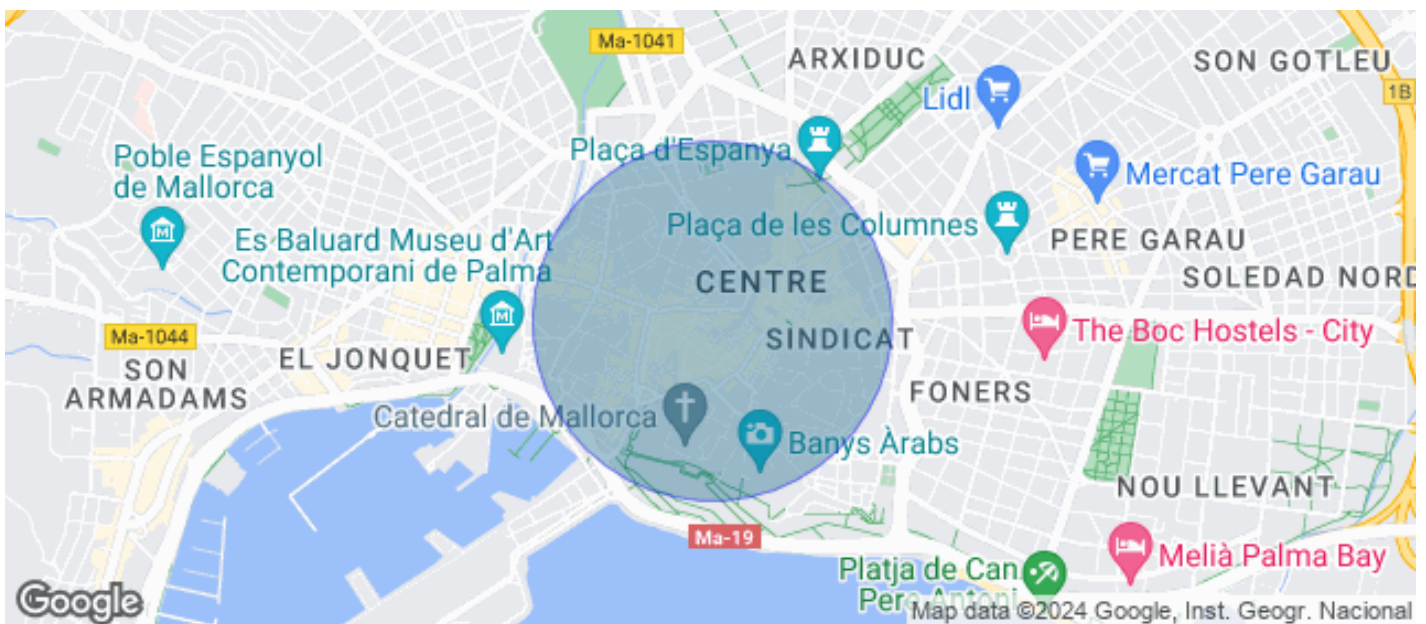 Ma-1041
ARXIDUC
SON GOTLEU
Lidl
1B
Plaça d'Espanya
Poble Espanyol
de Mallorca
Mercat Pere Garau
Plaça de les Columnes
Es Baluard Museu d'Art
Contemporani de Palma
PERE GARAU
CENTRE
SOLEDAD NORD
Ma-1044
SINDICAT
The Boc Hostels - City
EL JONQUET
SON
ARMADAMS
FONERS
Catedral de Mallorca
Banys Àrabs
NOU LLEVANT
Ma-19
Melià Palma Bay
Platja de Can
Pere Antoni
Google
Map data ©2024 Google, Inst. Geogr. Nacional